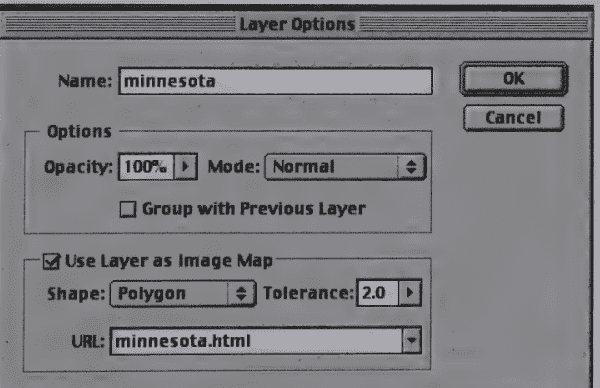 Layer Options
Name: minnesota
OK
Cancel
Options
Opacity: 100% Mode: Normal
Group with Previous Layer
Use Layer as Image Map
Shape: Polygon Tolerance: 2.0
URL: minnesota.html